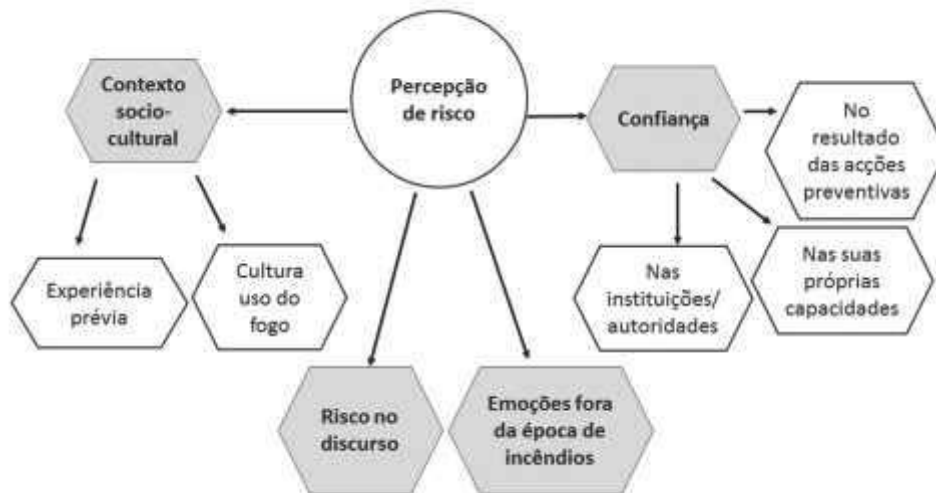 Percepção
de risco
Contexto
socio-
cultural
Experiência
prévia
Cultura
uso do
fogo
Risco no
discurso
Emoções fora
da época de
incêndios
Confiança
Nas
instituições/
autoridades
Nas suas
próprias
capacidades
No
resultado
das acções
preventivas